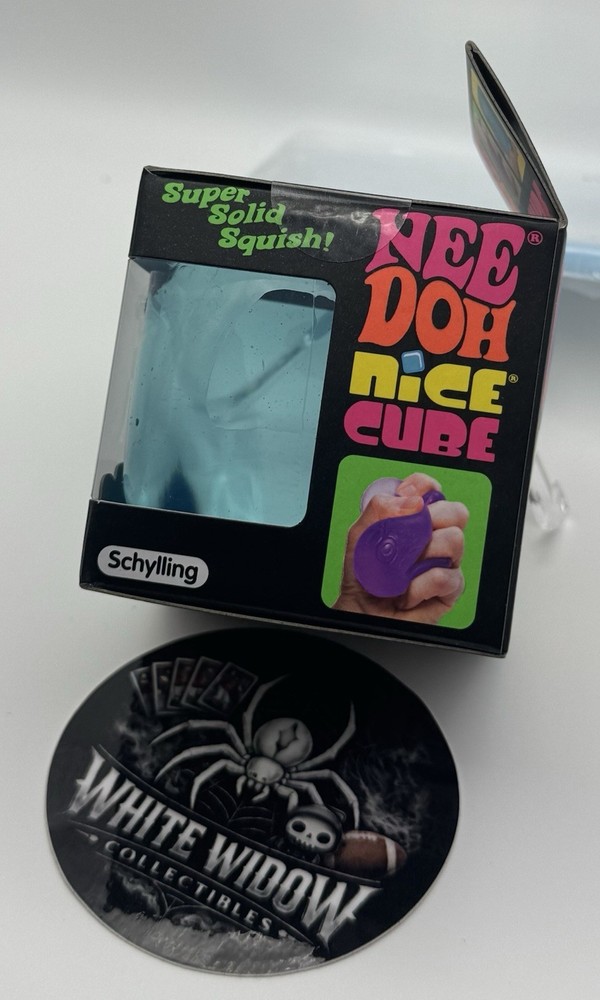 Super
Solid
Squish!
NEE®
DOH
nice®
CUBE
Schylling
WHITE WIDOW
COLLECTIBLES